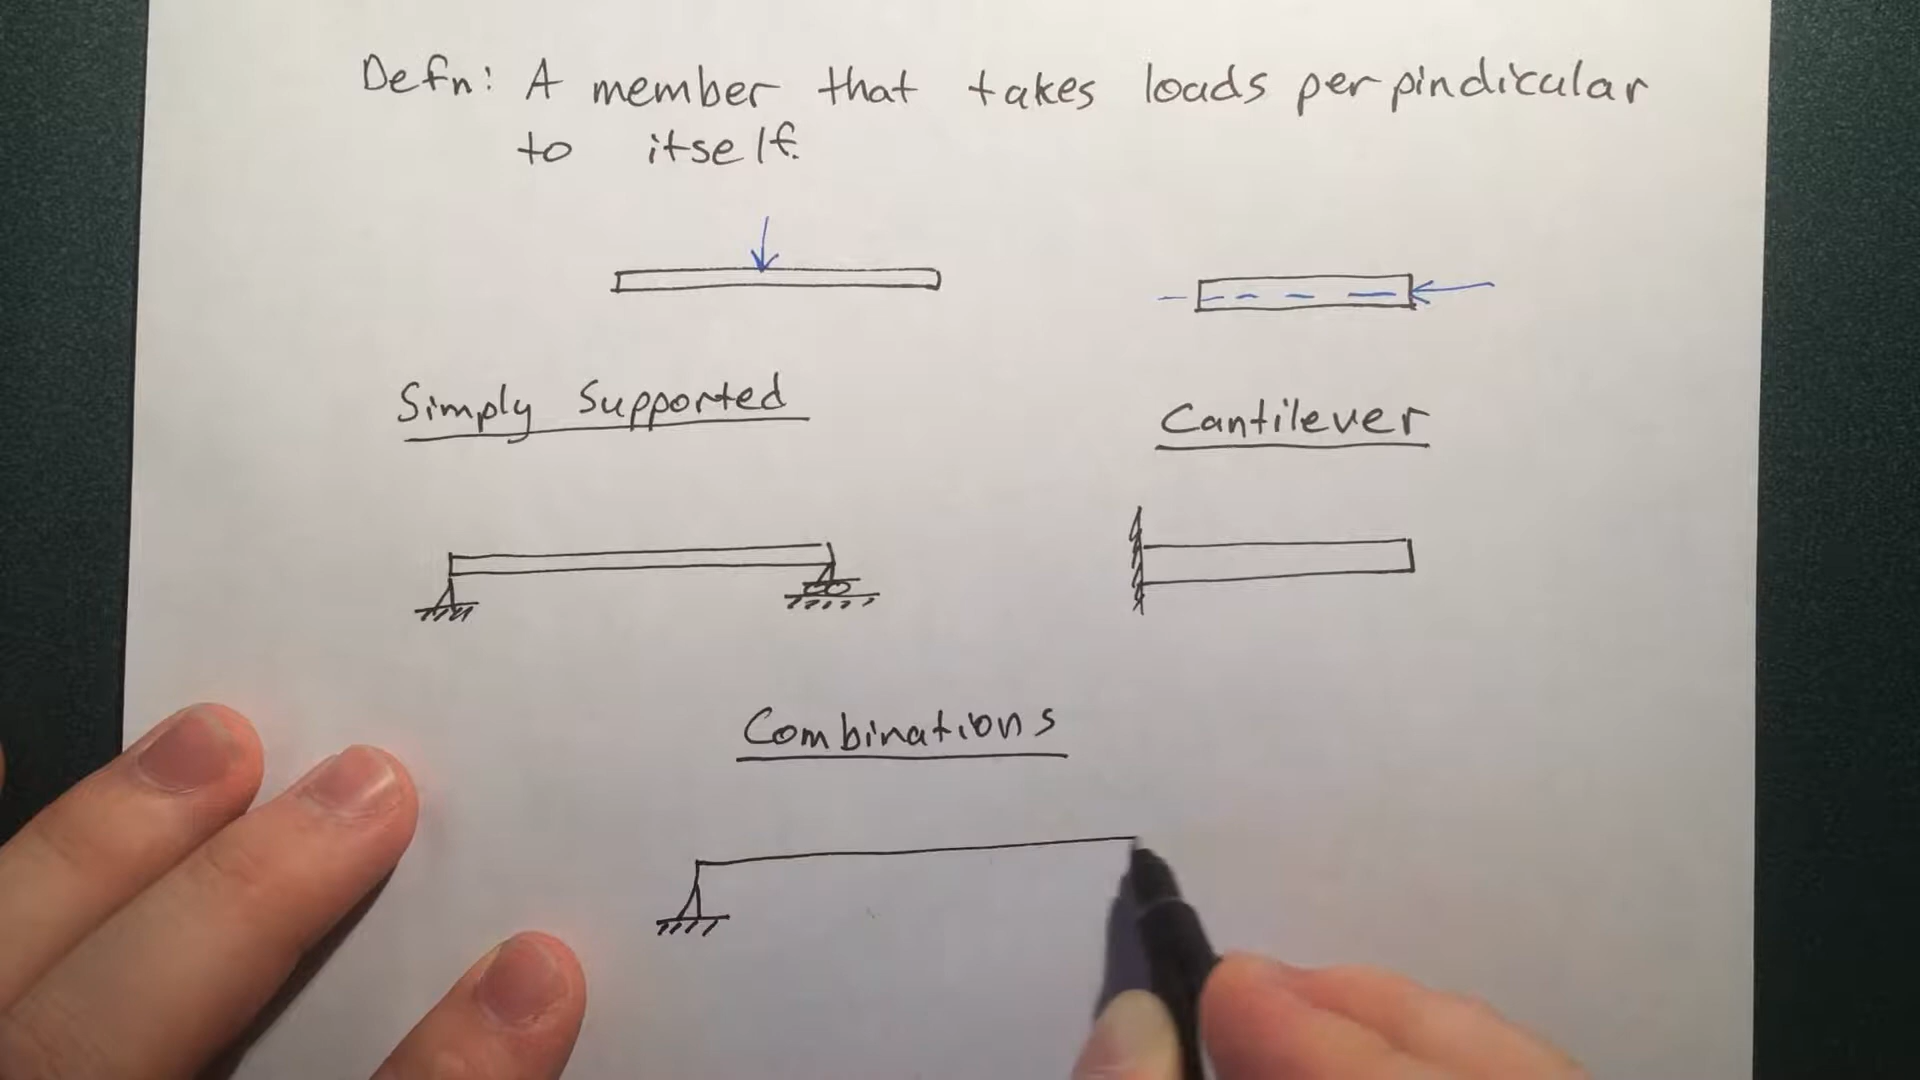 Defn: A member that takes loads perpindicular
to itself.
Simply Supported
Cantilever
Combinations